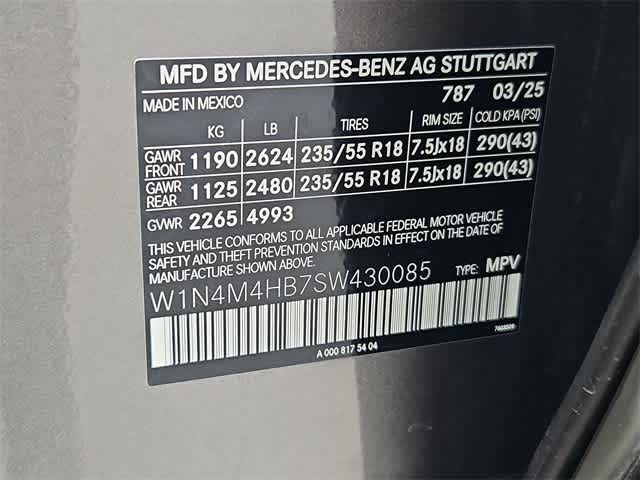 MFD BY MERCEDES-BENZ AG STUTTGART
MADE IN MEXICO 787 03/25
KG LB TIRES RIM SIZE COLD KPA(PSI)
GAWR FRONT 1190 2624 235/55 R18 7.5Jx18 290(43)
GAWR REAR 1125 2480 235/55 R18 7.5Jx18 290(43)
GVWR 2265 4993
THIS VEHICLE CONFORMS TO ALL APPLICABLE FEDERAL MOTOR VEHICLE
SAFETY AND THEFT PREVENTION STANDARDS IN EFFECT ON THE DATE OF
MANUFACTURE SHOWN ABOVE.
W1N4M4HB7SW430085 TYPE: MPV
A 000 817 54 04